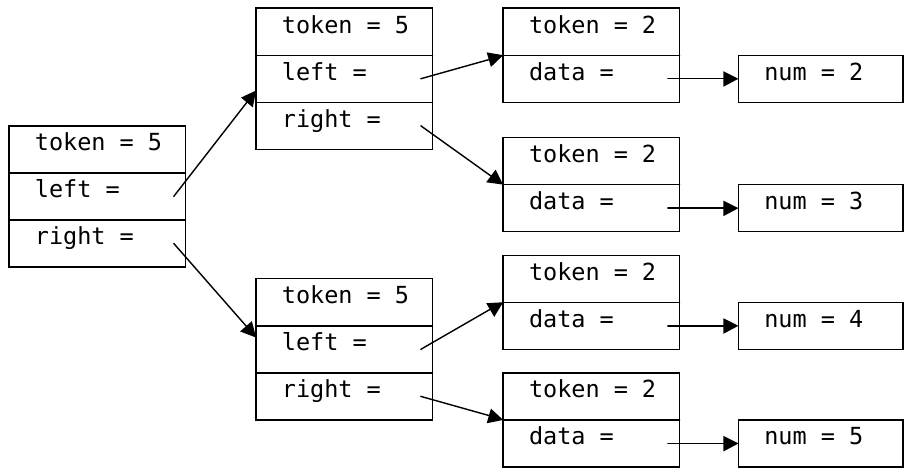 token = 5
left =
right =
token = 5
left =
right =
token = 5
left =
right =
token = 2
data =
num = 2
token = 2
data =
num = 3
token = 2
data =
num = 4
token = 2
data =
num = 5